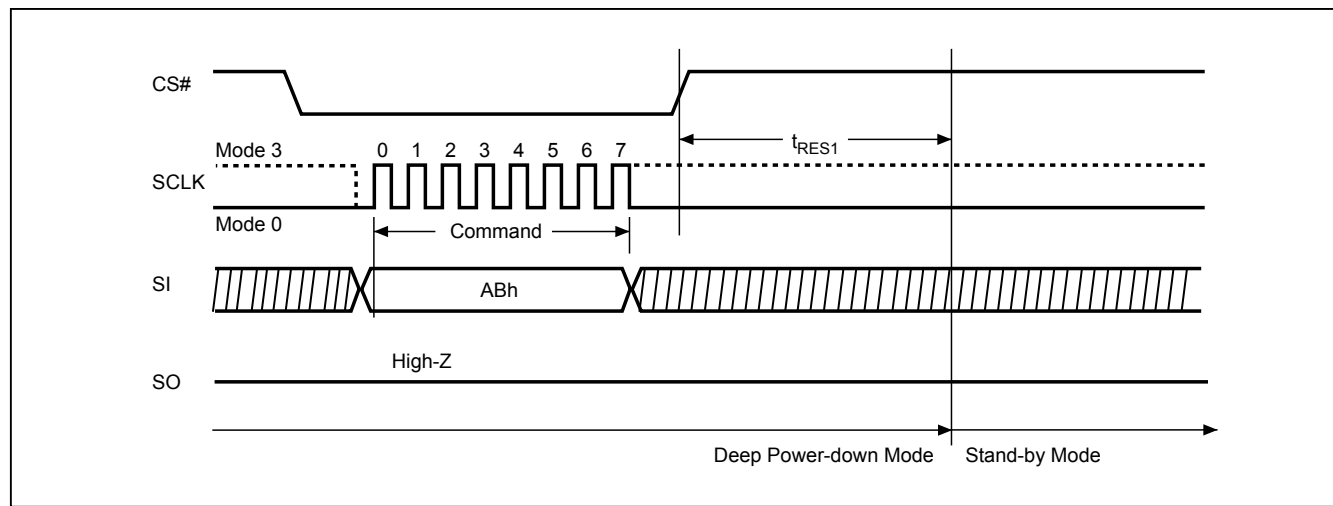 CS#
tRES1
Mode 3
0 1 2 3 4 5 6 7
SCLK
Mode 0
Command
SI
ABh
High-Z
SO
Deep Power-down Mode
Stand-by Mode